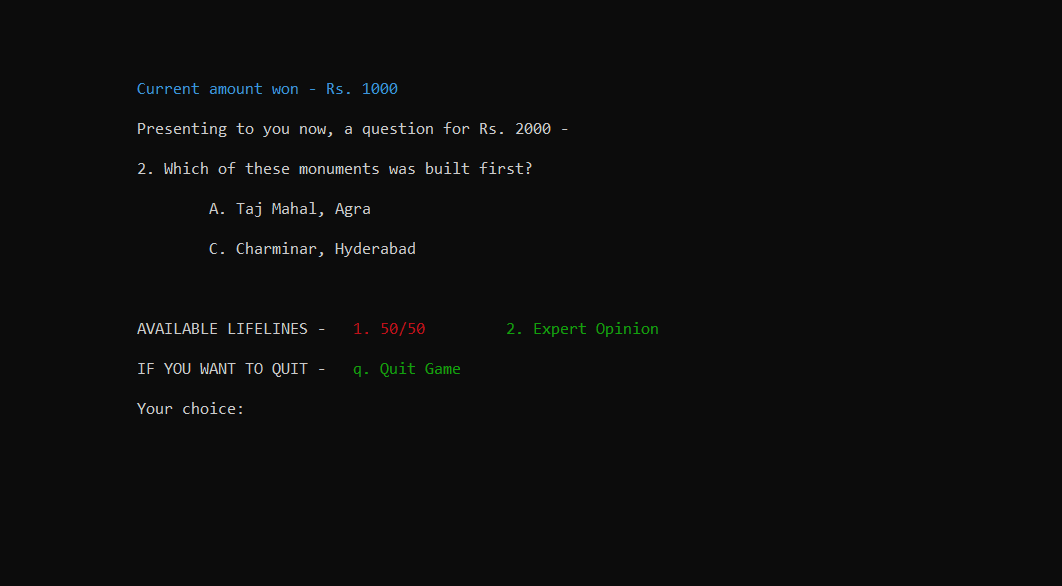 Current amount won - Rs. 1000
Presenting to you now, a question for Rs. 2000 -
2. Which of these monuments was built first?
A. Taj Mahal, Agra
C. Charminar, Hyderabad
AVAILABLE LIFELINES - 1. 50/50 2. Expert Opinion
IF YOU WANT TO QUIT - q. Quit Game
Your choice: